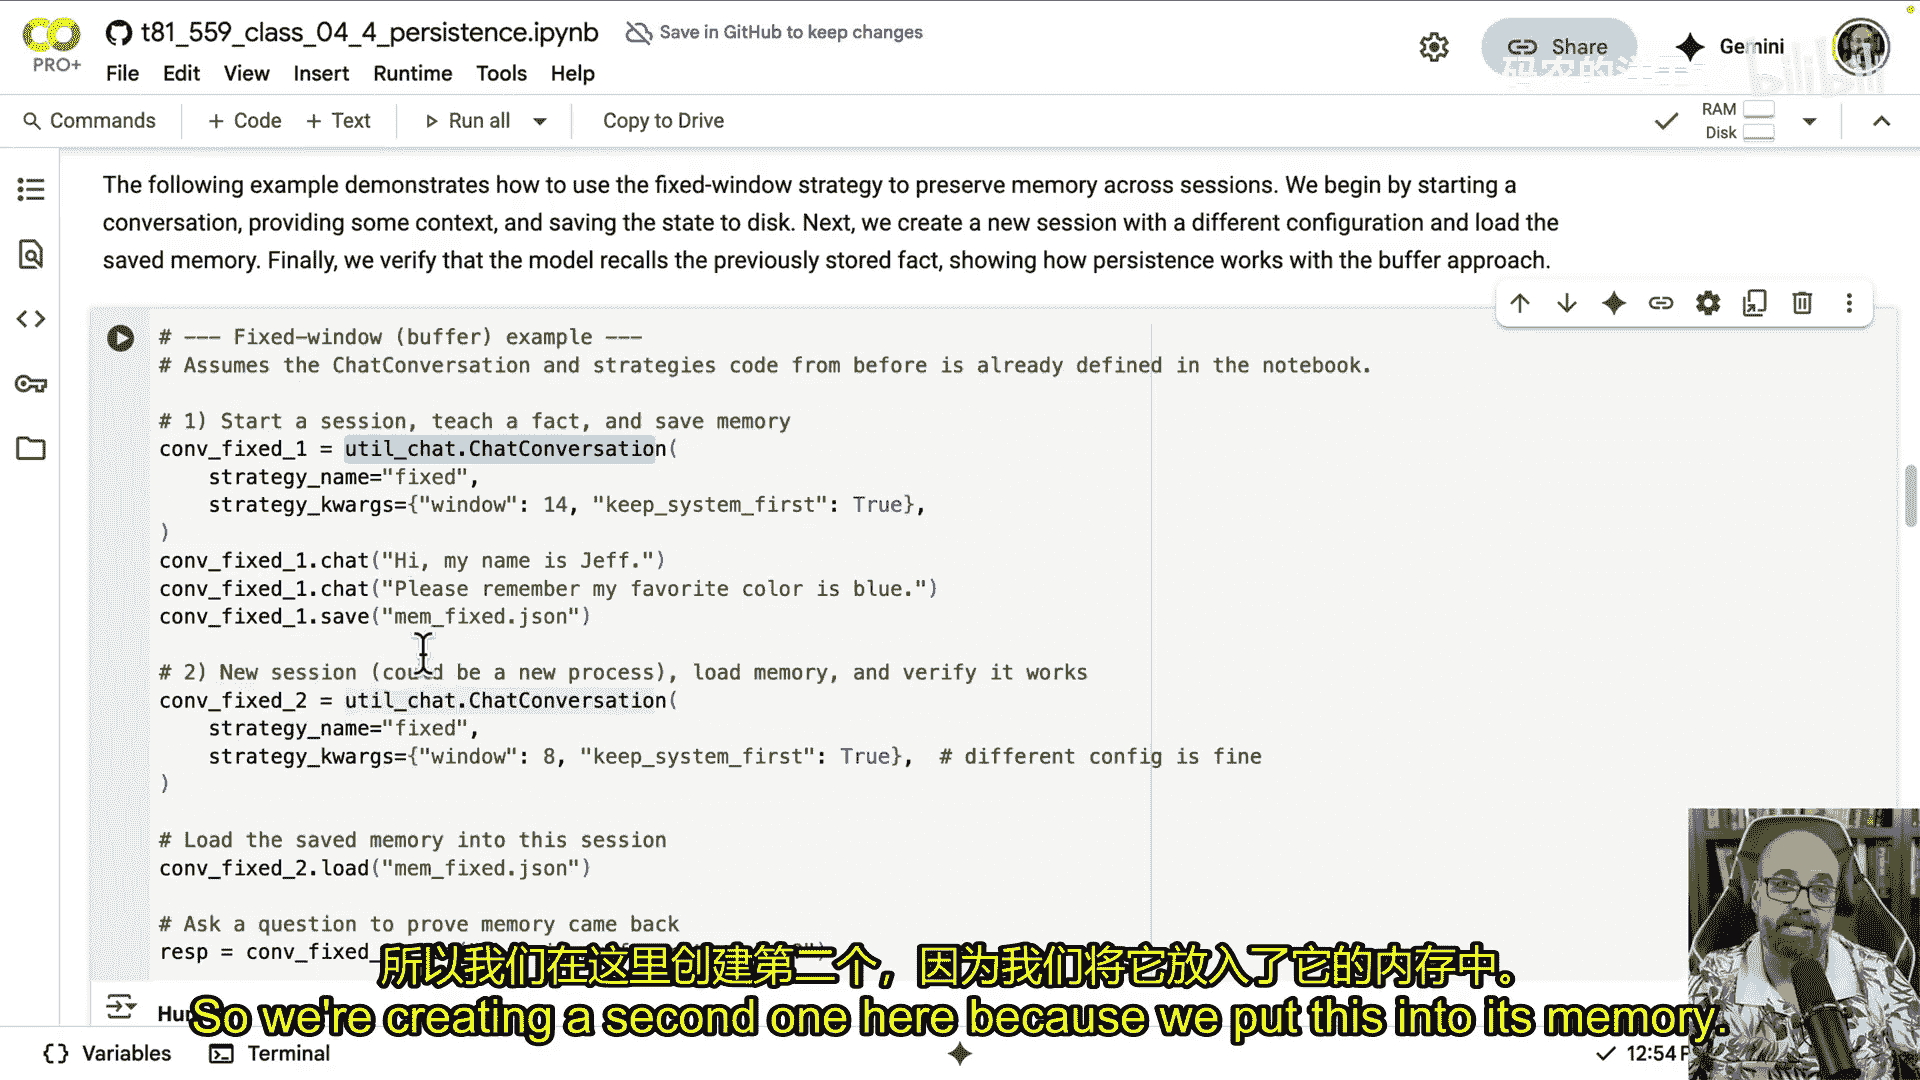 CO
PRO+
t81_559_class_04_4_persistence.ipynb
Save in GitHub to keep changes
Share
Gemini
File Edit View Insert Runtime Tools Help
Commands
+ Code + Text
Run all
Copy to Drive
RAM
Disk
The following example demonstrates how to use the fixed-window strategy to preserve memory across sessions. We begin by starting a
conversation, providing some context, and saving the state to disk. Next, we create a new session with a different configuration and load the
saved memory. Finally, we verify that the model recalls the previously stored fact, showing how persistence works with the buffer approach.
# --- Fixed-window (buffer) example ---
# Assumes the ChatConversation and strategies code from before is already defined in the notebook.
# 1) Start a session, teach a fact, and save memory
conv_fixed_1 = util_chat.ChatConversation(
    strategy_name="fixed",
    strategy_kwargs={"window": 14, "keep_system_first": True},
)
conv_fixed_1.chat("Hi, my name is Jeff.")
conv_fixed_1.chat("Please remember my favorite color is blue.")
conv_fixed_1.save("mem_fixed.json")
# 2) New session (could be a new process), load memory, and verify it works
conv_fixed_2 = util_chat.ChatConversation(
    strategy_name="fixed",
    strategy_kwargs={"window": 8, "keep_system_first": True},  # different config is fine
)
# Load the saved memory into this session
conv_fixed_2.load("mem_fixed.json")
# Ask a question to prove memory came back
resp = conv_fixed_
所以我们在这里创建第二个，因为我们将它放入了它的内存中。
So we're creating a second one here because we put this into its memory.
Variables
Terminal
12:54